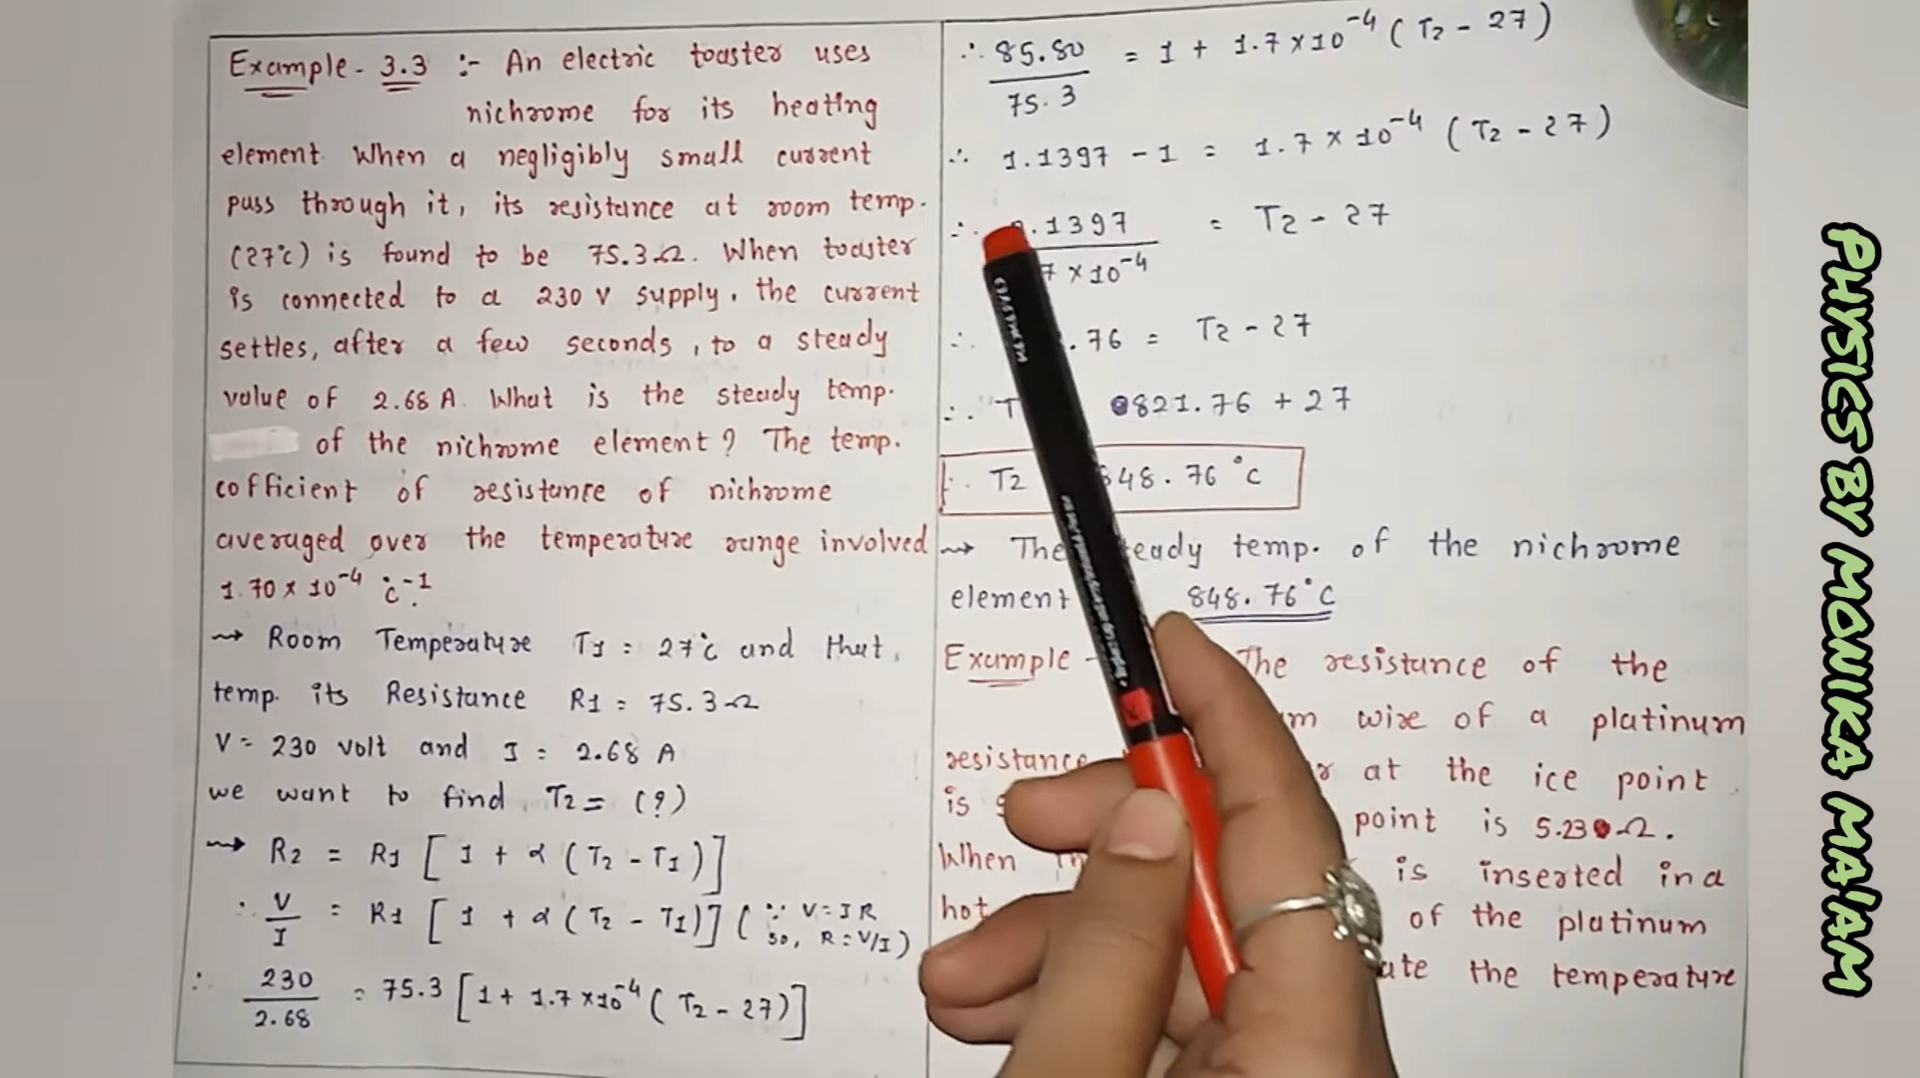 Example - 3.3 :- An electric toaster uses
nichrome for its heating
element. When a negligibly small current
pass through it, its resistance at room temp.
(27°c) is found to be 75.3Ω. When toaster
is connected to a 230 V supply, the current
settles, after a few seconds, to a steady
value of 2.68 A. What is the steady temp.
of the nichrome element? The temp.
cofficient of resistance of nichrome
averaged over the temperature range involved
1.70 × 10⁻⁴ °c⁻¹.
⇝ Room Temperature T1 = 27°c and that,
temp. its Resistance R1 = 75.3Ω
V = 230 volt and I = 2.68 A
we want to find, T2 = (?)
⇝ R2 = R1 [ 1 + α ( T2 - T1 ) ]
∴ V/I = R1 [ 1 + α ( T2 - T1 ) ] ( ∵ V = IR
so, R = V/I )
∴ 230/2.68 = 75.3 [ 1 + 1.7 × 10⁻⁴ ( T2 - 27 ) ]
∴ 85.80/75.3 = 1 + 1.7 × 10⁻⁴ ( T2 - 27 )
∴ 1.1397 - 1 = 1.7 × 10⁻⁴ ( T2 - 27 )
∴ .1397 / 7 × 10⁻⁴ = T2 - 27
∴ .76 = T2 - 27
∴ T 821.76 + 27
∴ T2 848.76 °c
⇝ The steady temp. of the nichrome
element 848.76°C
Example - The resistance of the
wire of a platinum
resistance at the ice point
is point is 5.23Ω.
When is inserted in a
hot of the platinum
the temperature
PHYSICS BY MONIKA MA'AM